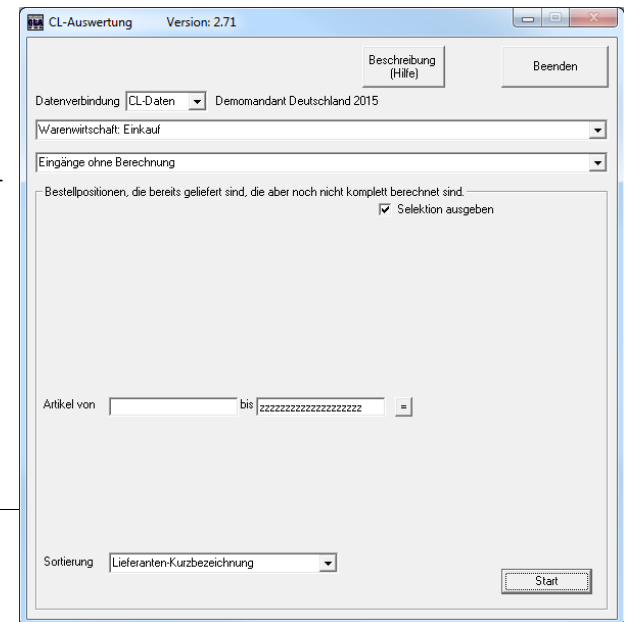 CL-Auswertung Version: 2.71
Beschreibung
(Hilfe)
Beenden
Datenverbindung CL-Daten Demomandant Deutschland 2015
Warenwirtschaft: Einkauf
Eingänge ohne Berechnung
Bestellpositionen, die bereits geliefert sind, die aber noch nicht komplett berechnet sind.
Selektion ausgeben
Artikel von bis zzzzzzzzzzzzzzzzzzzz =
Sortierung Lieferanten-Kurzbezeichnung
Start